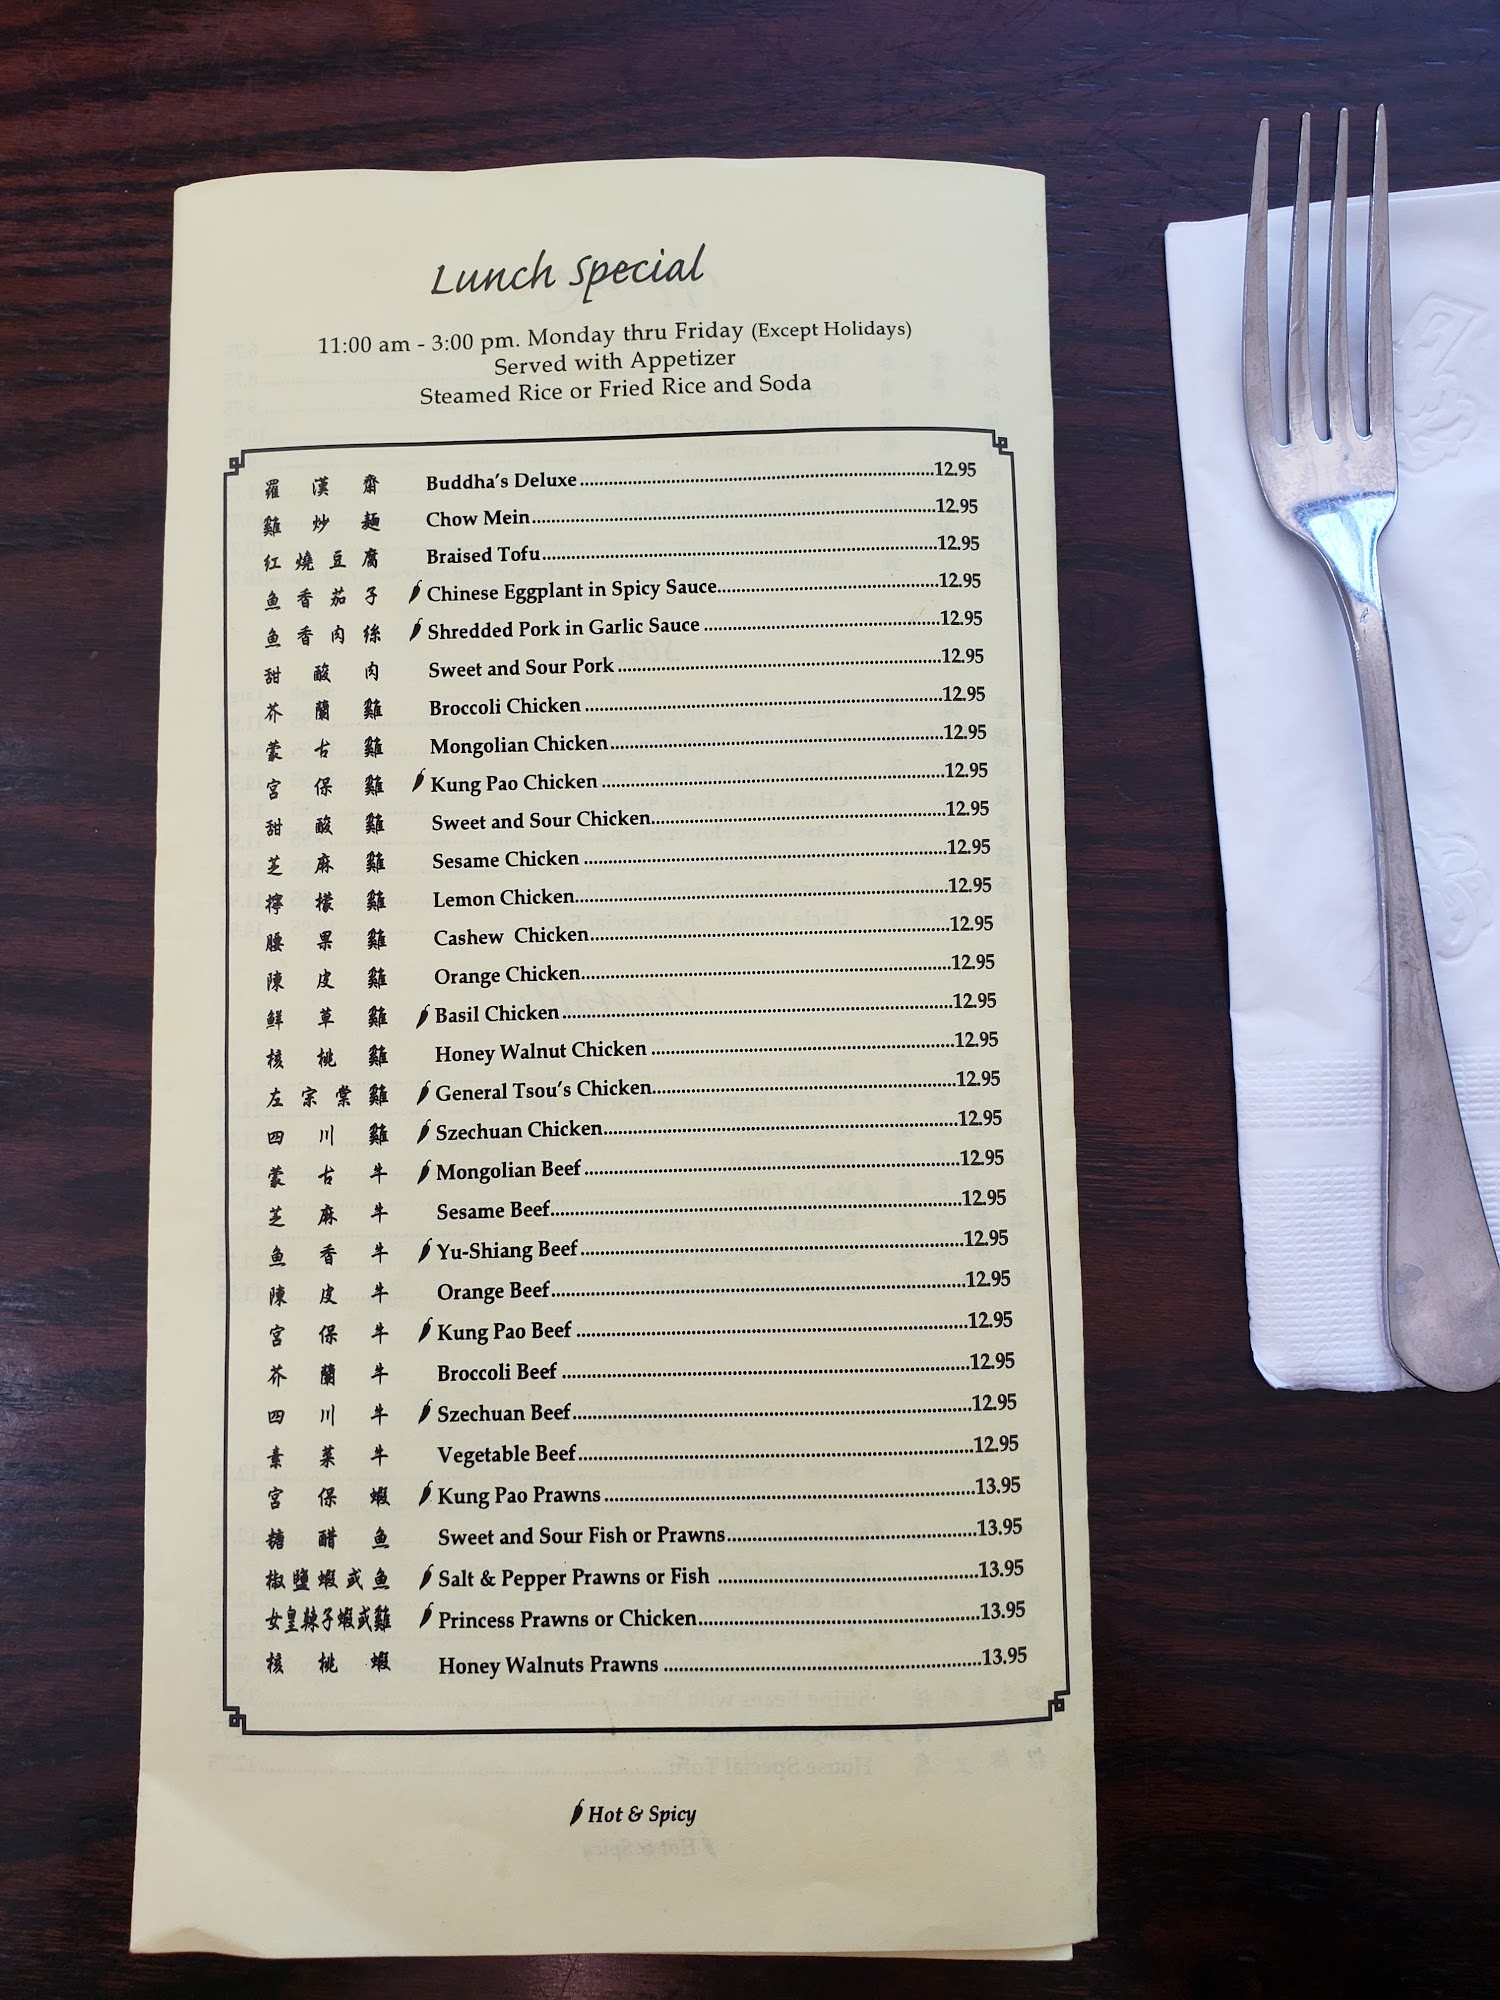 Lunch Special
11:00 am - 3:00 pm. Monday thru Friday (Except Holidays)
Served with Appetizer
Steamed Rice or Fried Rice and Soda
羅漢齋 Buddha's Deluxe 12.95
雞炒麵 Chow Mein 12.95
紅燒豆腐 Braised Tofu 12.95
魚香茄子 Chinese Eggplant in Spicy Sauce 12.95
魚香肉絲 Shredded Pork in Garlic Sauce 12.95
甜酸肉 Sweet and Sour Pork 12.95
芥蘭雞 Broccoli Chicken 12.95
蒙古雞 Mongolian Chicken 12.95
宮保雞 Kung Pao Chicken 12.95
甜酸雞 Sweet and Sour Chicken 12.95
芝麻雞 Sesame Chicken 12.95
檸檬雞 Lemon Chicken 12.95
腰果雞 Cashew Chicken 12.95
陳皮雞 Orange Chicken 12.95
鮮草雞 Basil Chicken 12.95
核桃雞 Honey Walnut Chicken 12.95
左宗棠雞 General Tsou's Chicken 12.95
四川雞 Szechuan Chicken 12.95
蒙古牛 Mongolian Beef 12.95
芝麻牛 Sesame Beef 12.95
魚香牛 Yu-Shiang Beef 12.95
陳皮牛 Orange Beef 12.95
宮保牛 Kung Pao Beef 12.95
芥蘭牛 Broccoli Beef 12.95
四川牛 Szechuan Beef 12.95
素菜牛 Vegetable Beef 12.95
宮保蝦 Kung Pao Prawns 13.95
糖醋魚 Sweet and Sour Fish or Prawns 13.95
椒鹽蝦或魚 Salt & Pepper Prawns or Fish 13.95
女皇辣子蝦或雞 Princess Prawns or Chicken 13.95
核桃蝦 Honey Walnuts Prawns 13.95
Hot & Spicy